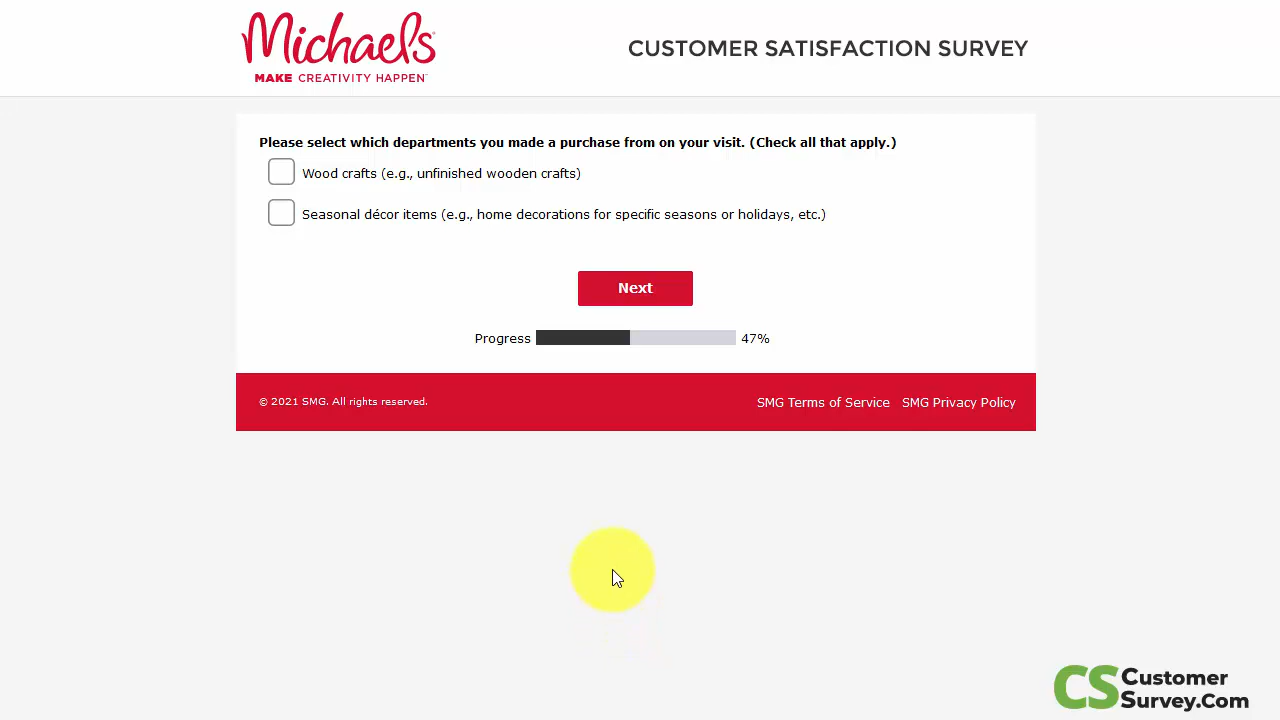 Michaels
MAKE CREATIVITY HAPPEN™
CUSTOMER SATISFACTION SURVEY
Please select which departments you made a purchase from on your visit. (Check all that apply.)
Wood crafts (e.g., unfinished wooden crafts)
Seasonal décor items (e.g., home decorations for specific seasons or holidays, etc.)
Next
Progress 47%
© 2021 SMG. All rights reserved.
SMG Terms of Service SMG Privacy Policy
CS Customer
Survey.Com